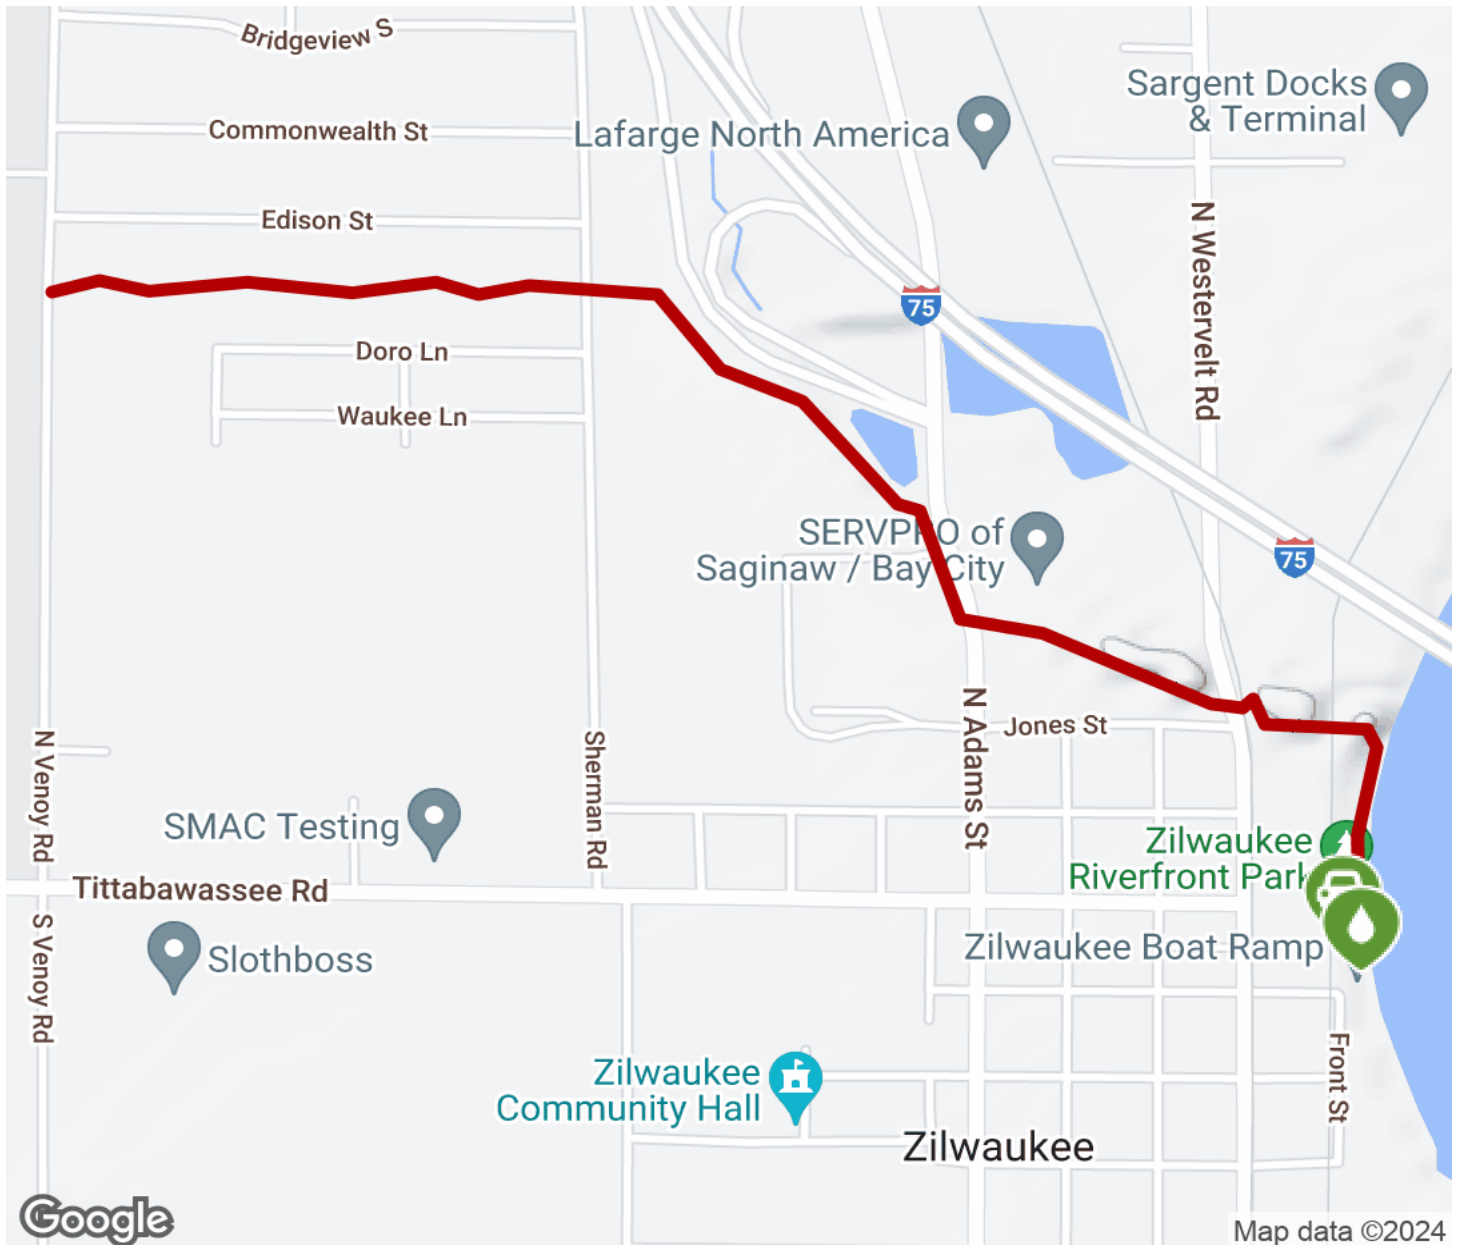 Bridgeview S
Commonwealth St
Edison St
Lafarge North America
Sargent Docks
& Terminal
N Westervelt Rd
75
Doro Ln
Waukee Ln
SERVPRO of
Saginaw / Bay City
75
N Venoy Rd
Sherman Rd
N Adams St
Jones St
SMAC Testing
Zilwaukee
Riverfront Park
Tittabawassee Rd
S Venoy Rd
Slothboss
Zilwaukee Boat Ramp
Front St
Zilwaukee
Community Hall
Zilwaukee
Google
Map data ©2024